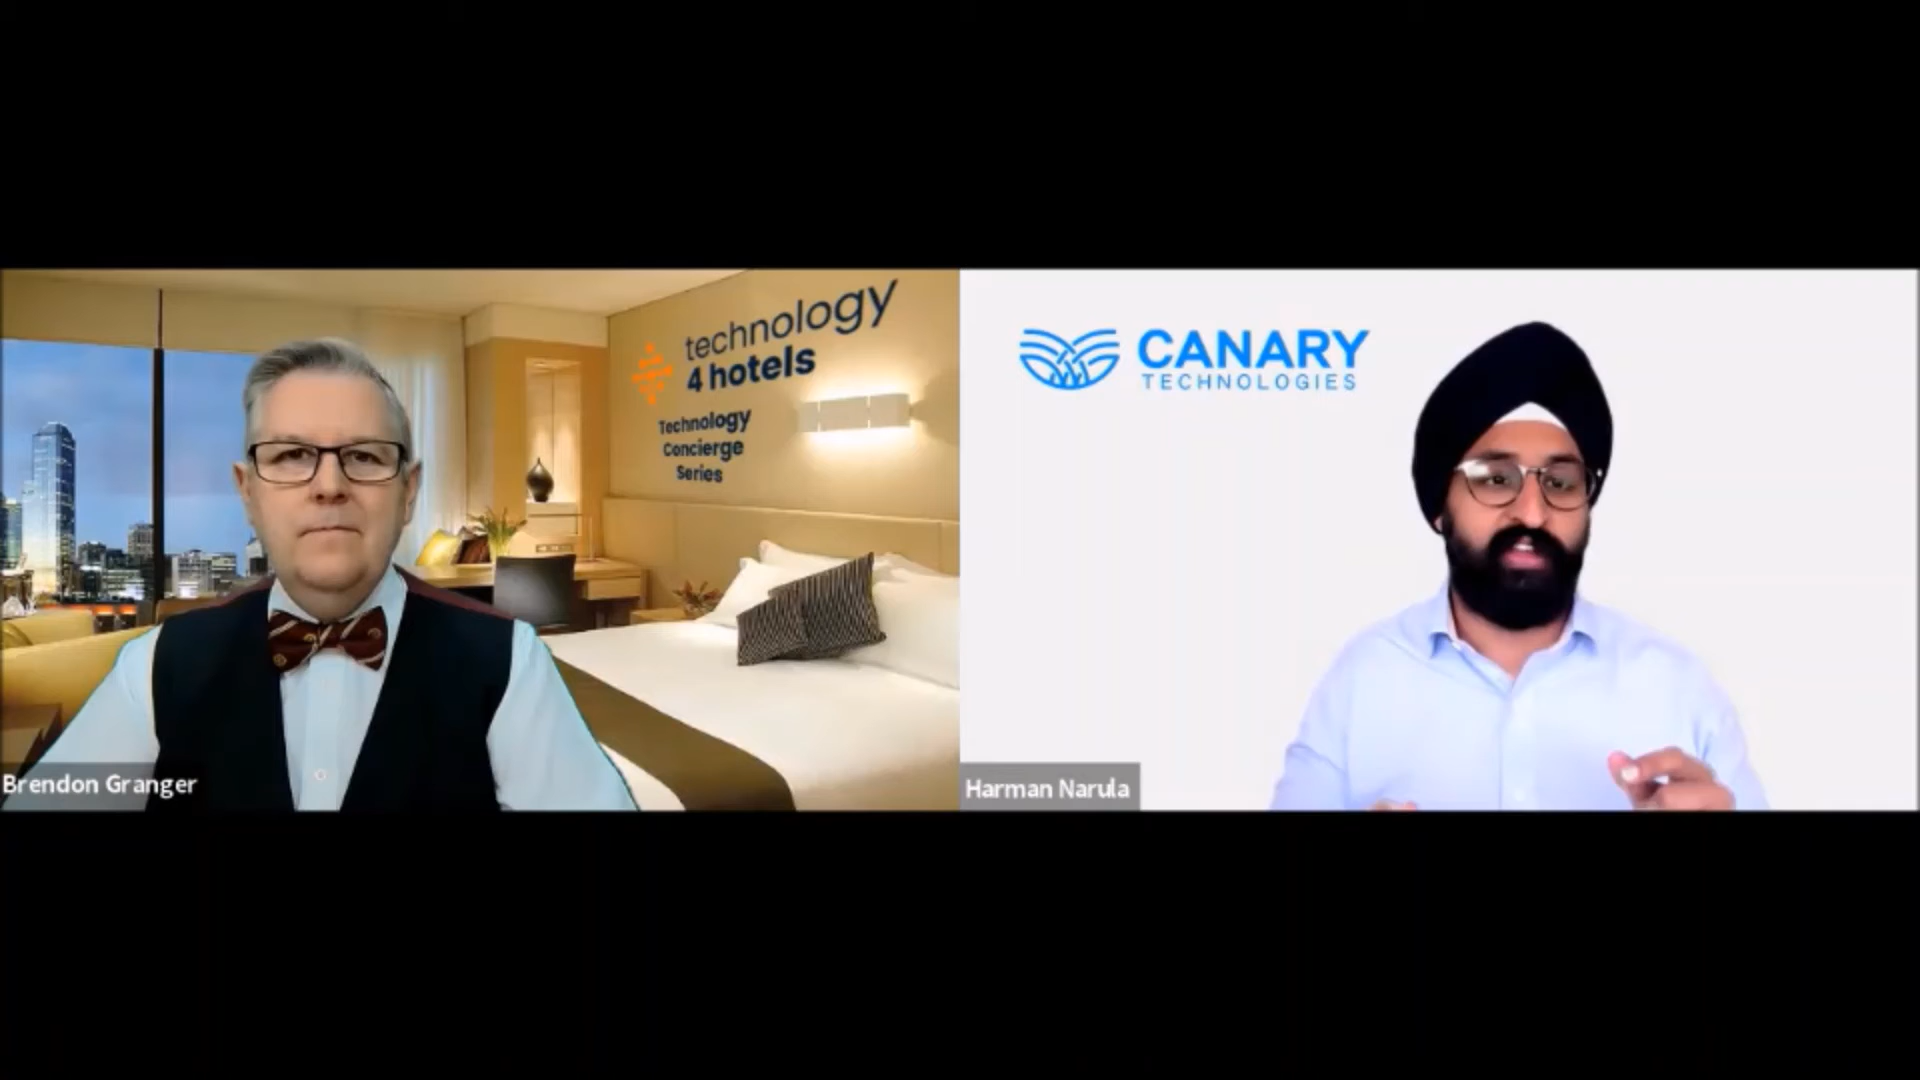 technology
4 hotels
Technology
Concierge
Series
Brendon Granger
CANARY
TECHNOLOGIES
Harman Narula